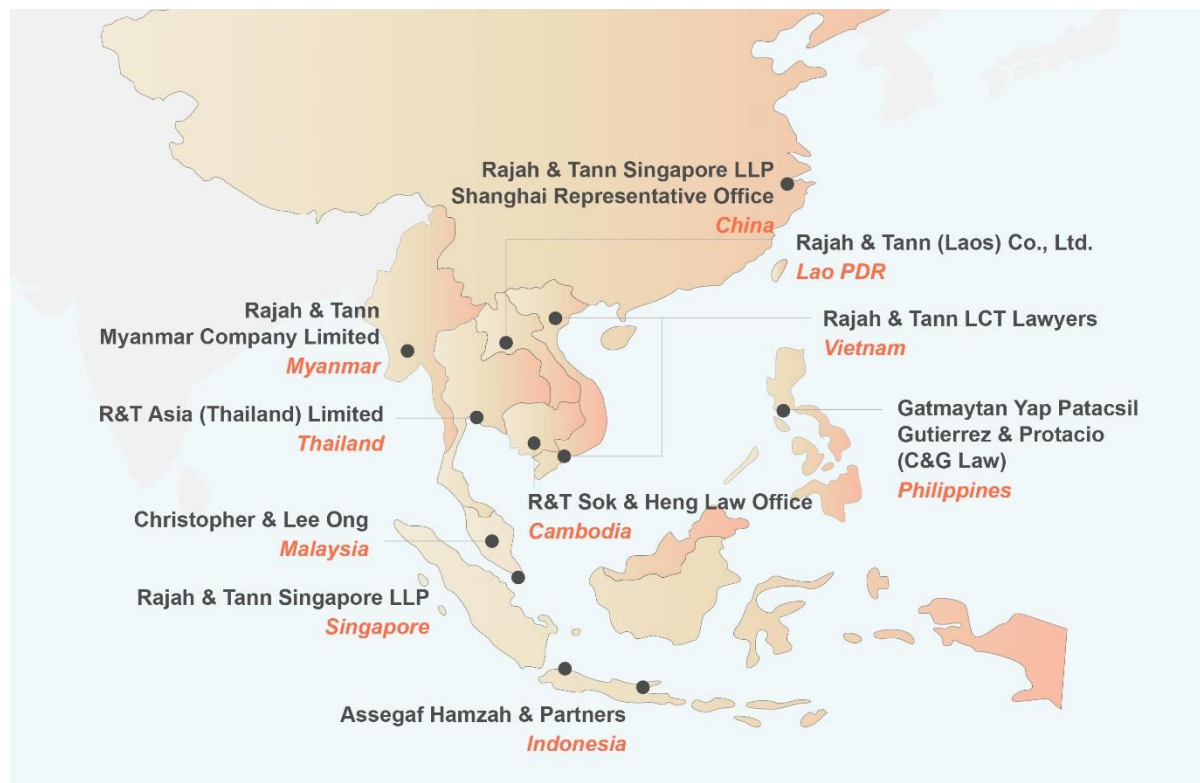 Rajah & Tann Singapore LLP
Shanghai Representative Office
China
Rajah & Tann (Laos) Co., Ltd.
Lao PDR
Rajah & Tann
Myanmar Company Limited
Myanmar
Rajah & Tann LCT Lawyers
Vietnam
R&T Asia (Thailand) Limited
Thailand
Gatmaytan Yap Patacsil
Gutierrez & Protacio
(C&G Law)
Philippines
R&T Sok & Heng Law Office
Cambodia
Christopher & Lee Ong
Malaysia
Rajah & Tann Singapore LLP
Singapore
Assegaf Hamzah & Partners
Indonesia